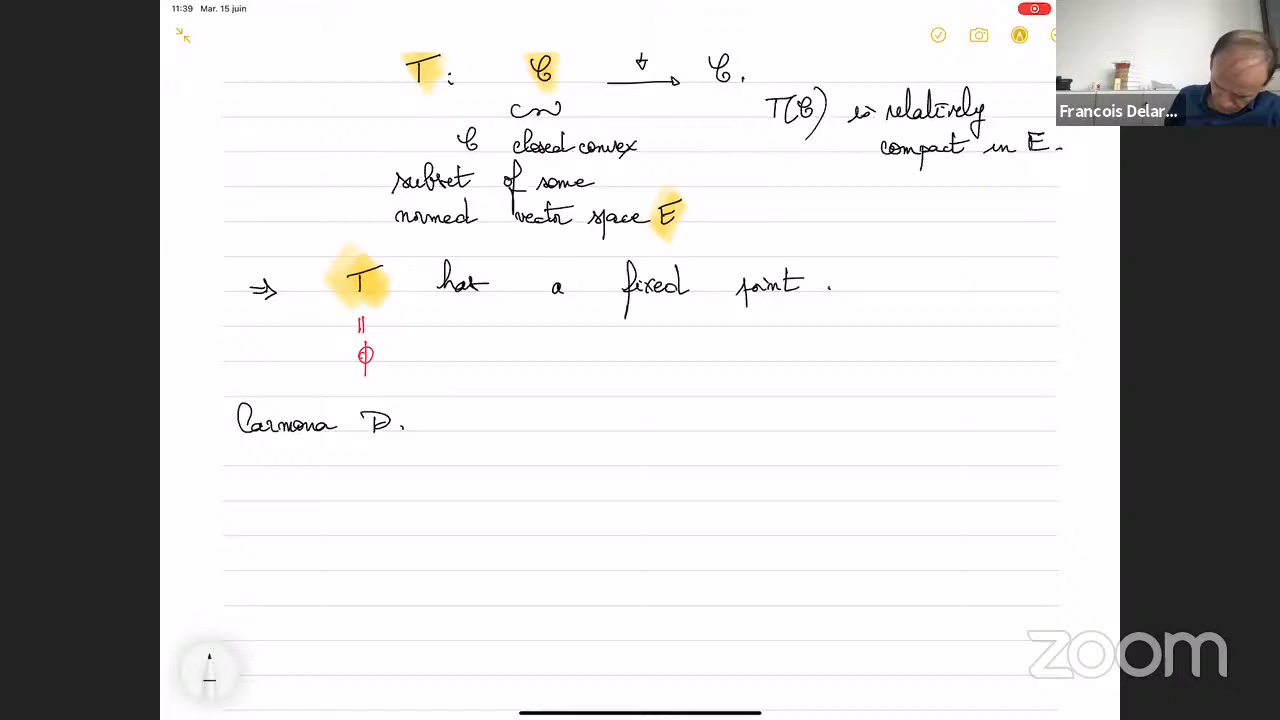 11:39 Mar. 15 juin
T : C → C.
T(C) is relatively
compact in E.
C closed convex
subset of some
normed vector space E
⇒ T has a fixed point.
||
ϕ
Carmona D.
Francois Delar...
zoom